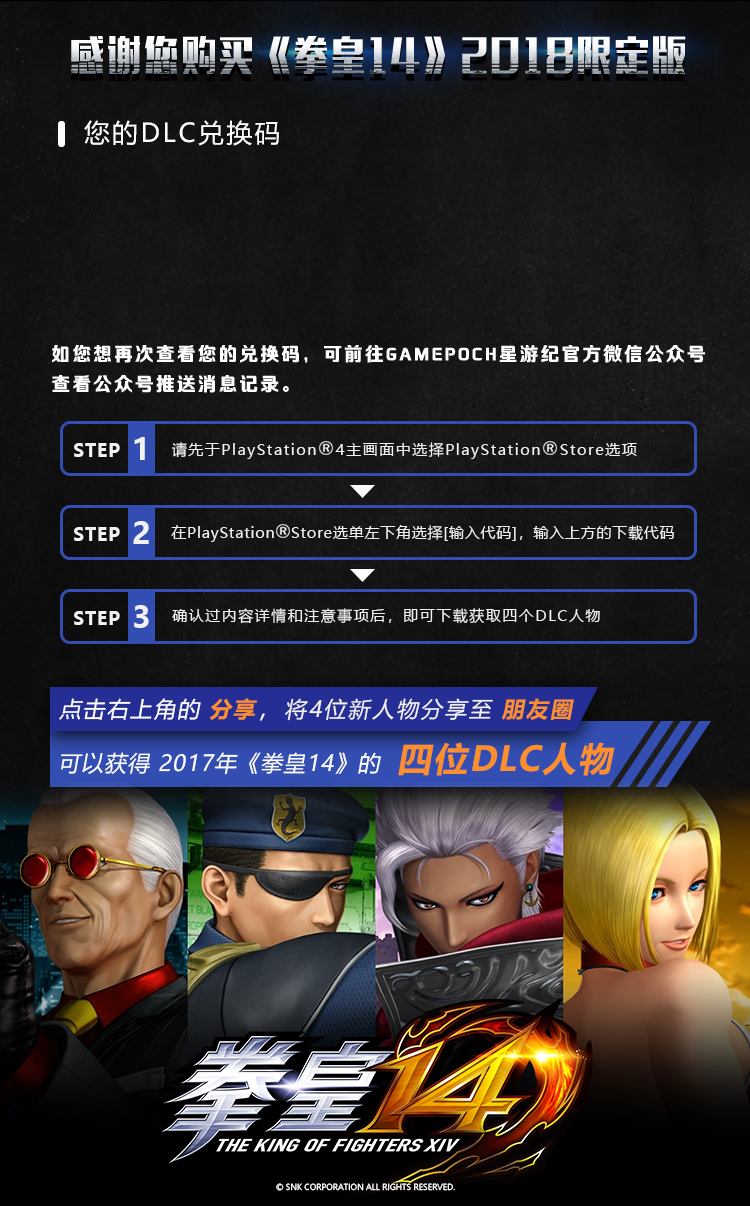 感谢您购买《拳皇14》2018限定版
您的DLC兑换码
如您想再次查看您的兑换码，可前往GAMEPOCH星游纪官方微信公众号
查看公众号推送消息记录。
STEP 1 请先于PlayStation®4主画面中选择PlayStation®Store选项
STEP 2 在PlayStation®Store选单左下角选择[输入代码]，输入上方的下载代码
STEP 3 确认过内容详情和注意事项后，即可下载获取四个DLC人物
点击右上角的 分享，将4位新人物分享至 朋友圈
可以获得 2017年《拳皇14》的 四位DLC人物
拳皇14
THE KING OF FIGHTERS XIV
© SNK CORPORATION ALL RIGHTS RESERVED.